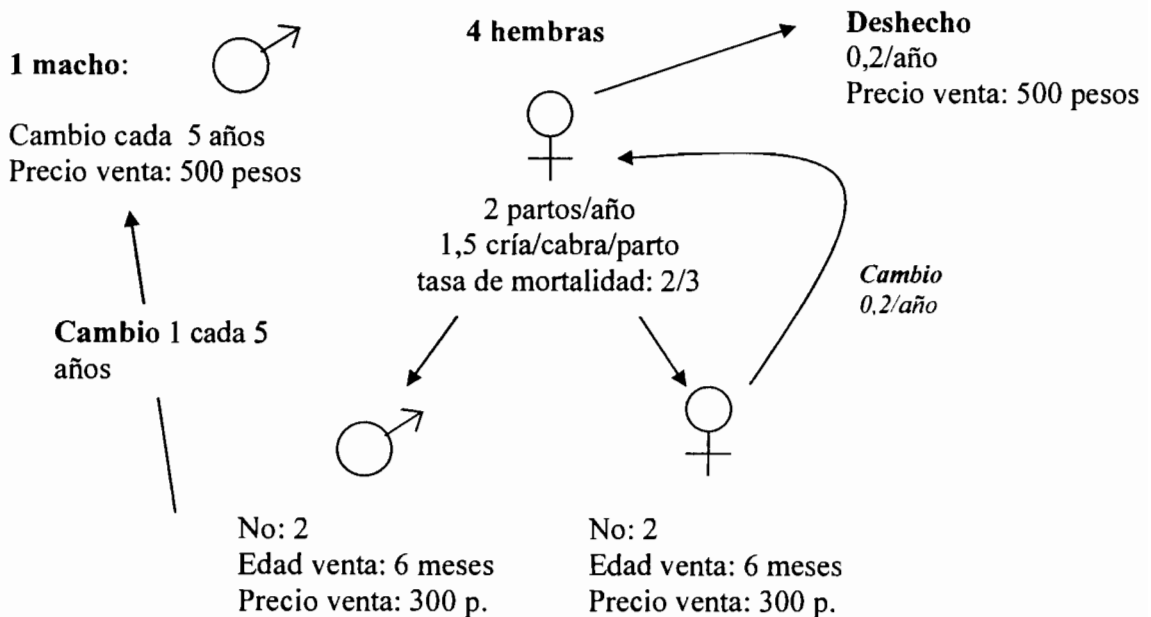 1 macho:
Cambio cada 5 años
Precio venta: 500 pesos
4 hembras
Deshecho
0,2/año
Precio venta: 500 pesos
2 partos/año
1,5 cría/cabra/parto
tasa de mortalidad: 2/3
Cambio
0,2/año
Cambio 1 cada 5
años
No: 2
Edad venta: 6 meses
Precio venta: 300 p.
No: 2
Edad venta: 6 meses
Precio venta: 300 p.